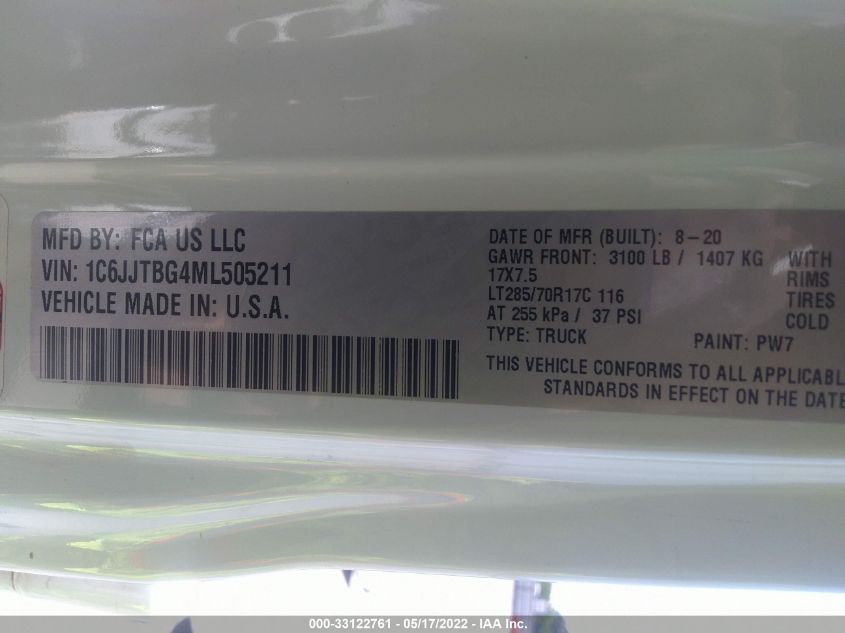 MFD BY: FCA US LLC
VIN: 1C6JJTBG4ML505211
VEHICLE MADE IN: U.S.A.
DATE OF MFR (BUILT): 8-20
GAWR FRONT: 3100 LB / 1407 KG WITH
17X7.5 RIMS
LT285/70R17C 116 TIRES
AT 255 kPa / 37 PSI COLD
TYPE: TRUCK PAINT: PW7
THIS VEHICLE CONFORMS TO ALL APPLICABL
STANDARDS IN EFFECT ON THE DATE
000-33122761 - 05/17/2022 - IAA Inc.